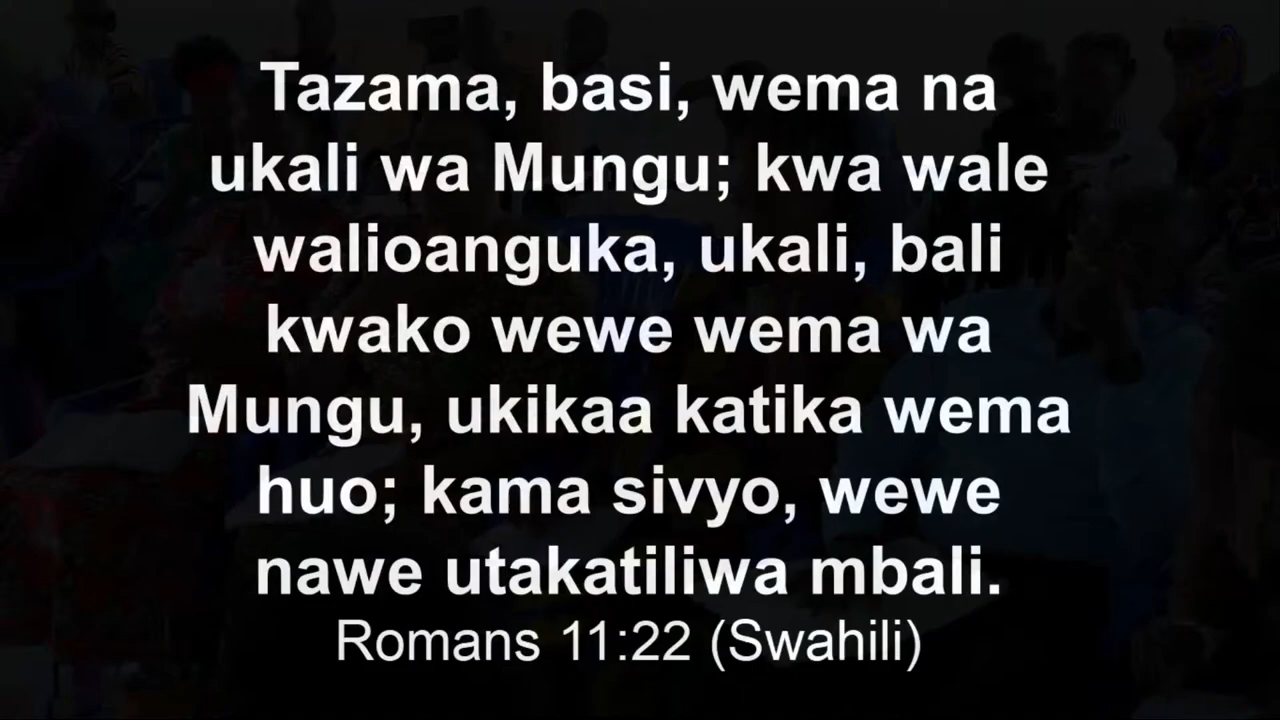 Tazama, basi, wema na
ukali wa Mungu; kwa wale
walioanguka, ukali, bali
kwako wewe wema wa
Mungu, ukikaa katika wema
huo; kama sivyo, wewe
nawe utakatiliwa mbali.
Romans 11:22 (Swahili)